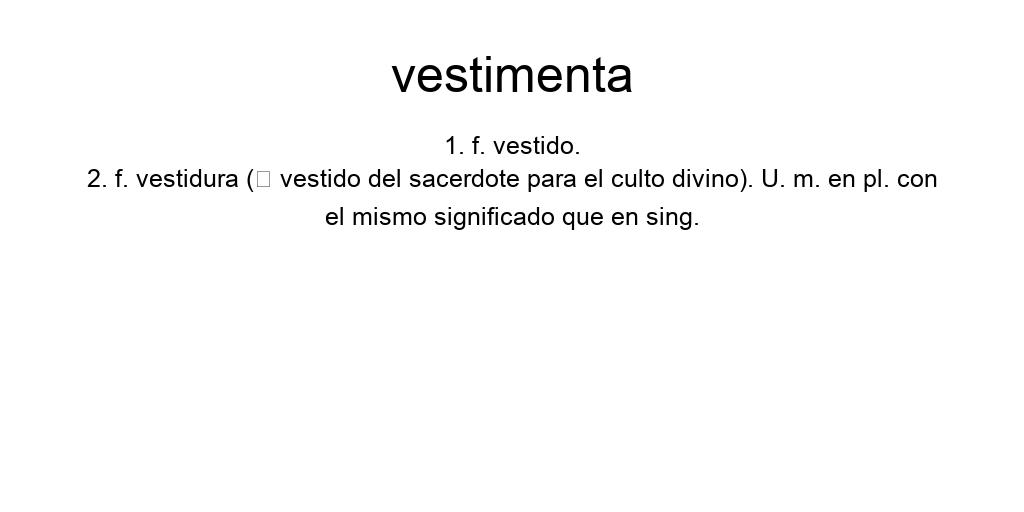 vestimenta
1. f. vestido.
2. f. vestidura (□ vestido del sacerdote para el culto divino). U. m. en pl. con
el mismo significado que en sing.